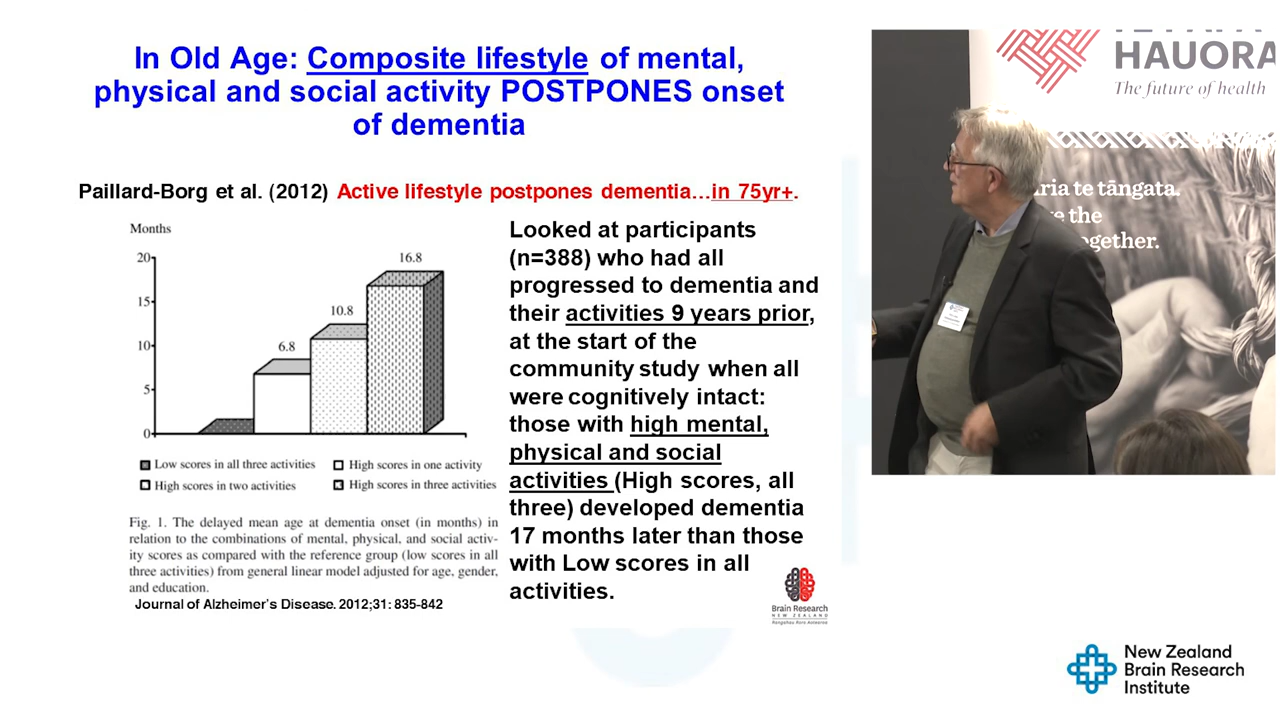 In Old Age: Composite lifestyle of mental,
physical and social activity POSTPONES onset
of dementia
Paillard-Borg et al. (2012) Active lifestyle postpones dementia...in 75yr+.
Months
20
15
10
5
0
6.8
10.8
16.8
Low scores in all three activities
High scores in one activity
High scores in two activities
High scores in three activities
Fig. 1. The delayed mean age at dementia onset (in months) in
relation to the combinations of mental, physical, and social activ-
ity scores as compared with the reference group (low scores in all
three activities) from general linear model adjusted for age, gender,
and education.
Journal of Alzheimer's Disease. 2012;31: 835-842
Looked at participants
(n=388) who had all
progressed to dementia and
their activities 9 years prior,
at the start of the
community study when all
were cognitively intact:
those with high mental,
physical and social
activities (High scores, all
three) developed dementia
17 months later than those
with Low scores in all
activities.
Brain Research
NEW ZEALAND
Rangahau Roro Aotearoa
HAUORA
The future of health
te tāngata.
the
New Zealand
Brain Research
Institute